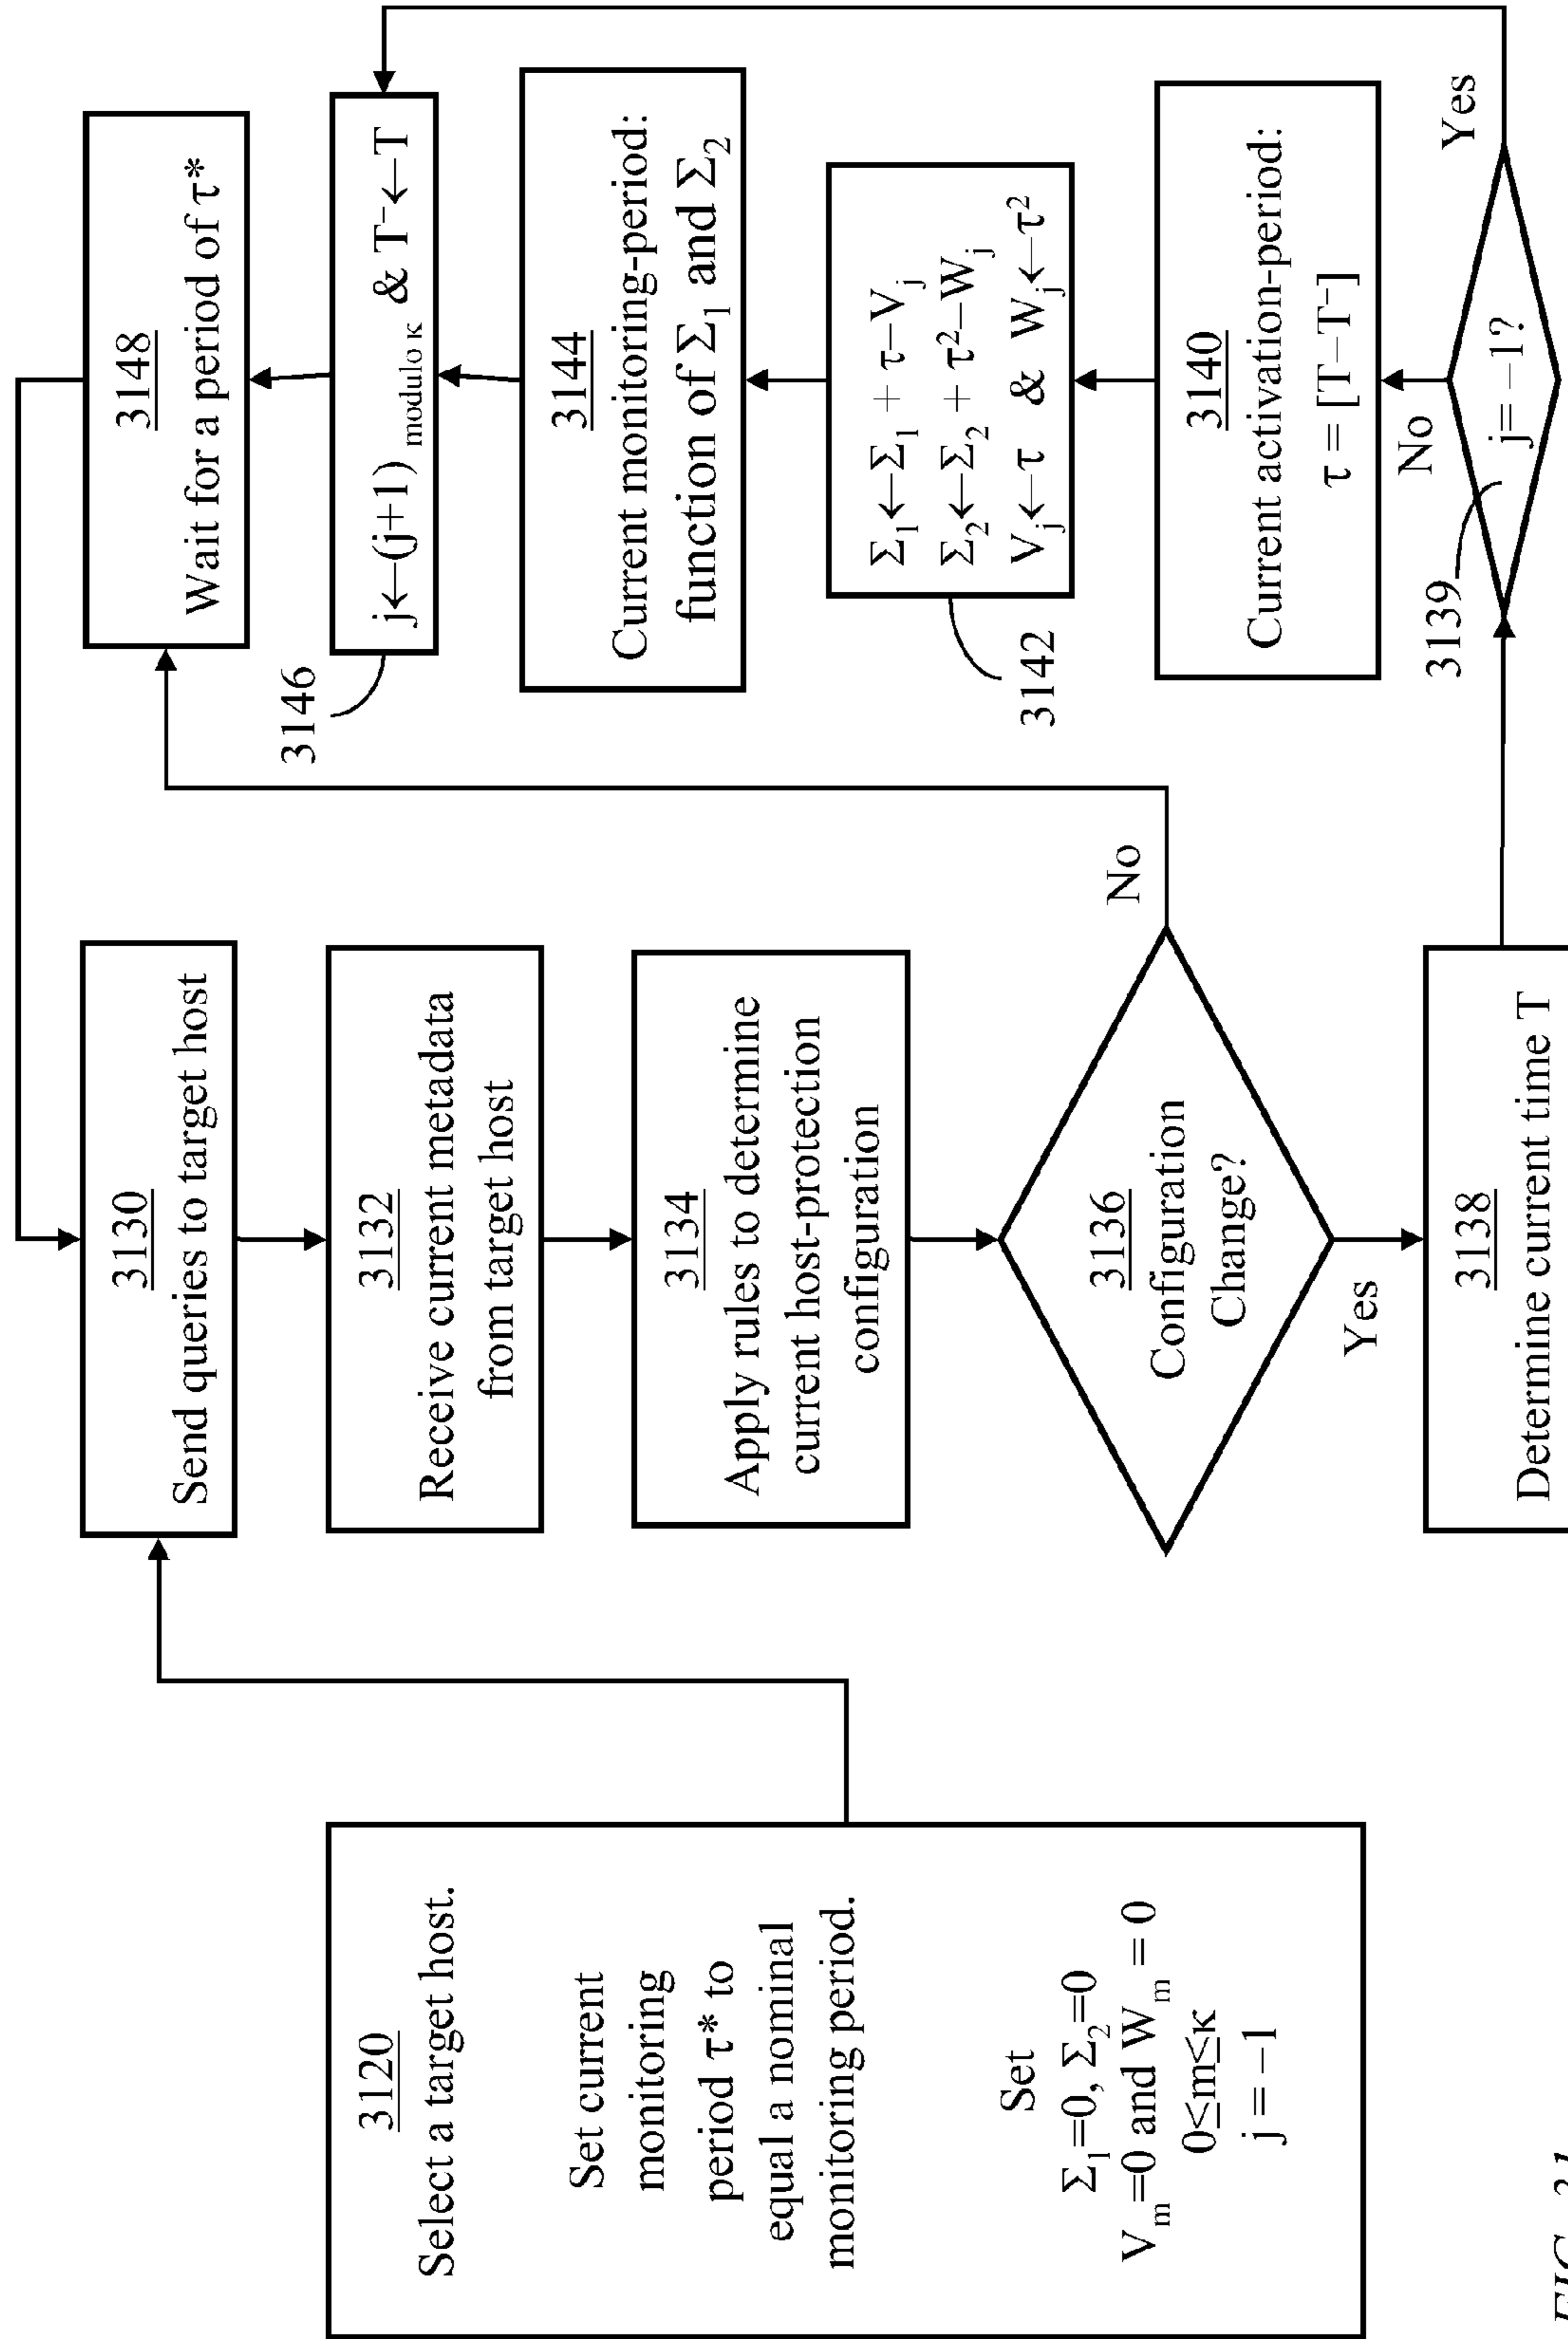 3120
Select a target host.
Set current
monitoring
period τ* to
equal a nominal
monitoring period.
Set
Σ₁=0, Σ₂=0
Vₘ=0 and Wₘ = 0
0≤m≤κ
j = −1
3130
Send queries to target host
3132
Receive current metadata
from target host
3134
Apply rules to determine
current host-protection
configuration
3136
Configuration
Change?
No
Yes
3138
Determine current time T
3139
j= −1?
Yes
No
3140
Current activation-period:
τ = [T−T⁻]
3142
Σ₁←Σ₁ + τ−Vⱼ
Σ₂←Σ₂ + τ²−Wⱼ
Vⱼ←τ & Wⱼ←τ²
3144
Current monitoring-period:
function of Σ₁ and Σ₂
3146
j←(j+1) modulo κ & T⁻←T
3148
Wait for a period of τ*
FIG. 31